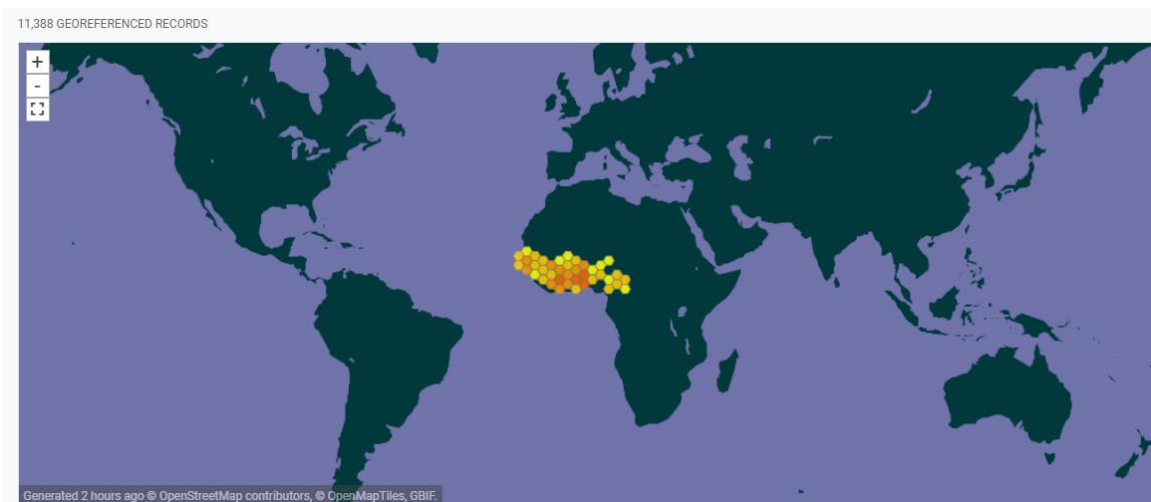 11,388 GEOREFERENCED RECORDS
+
-
Generated 2 hours ago © OpenStreetMap contributors, © OpenMapTiles, GBIF.